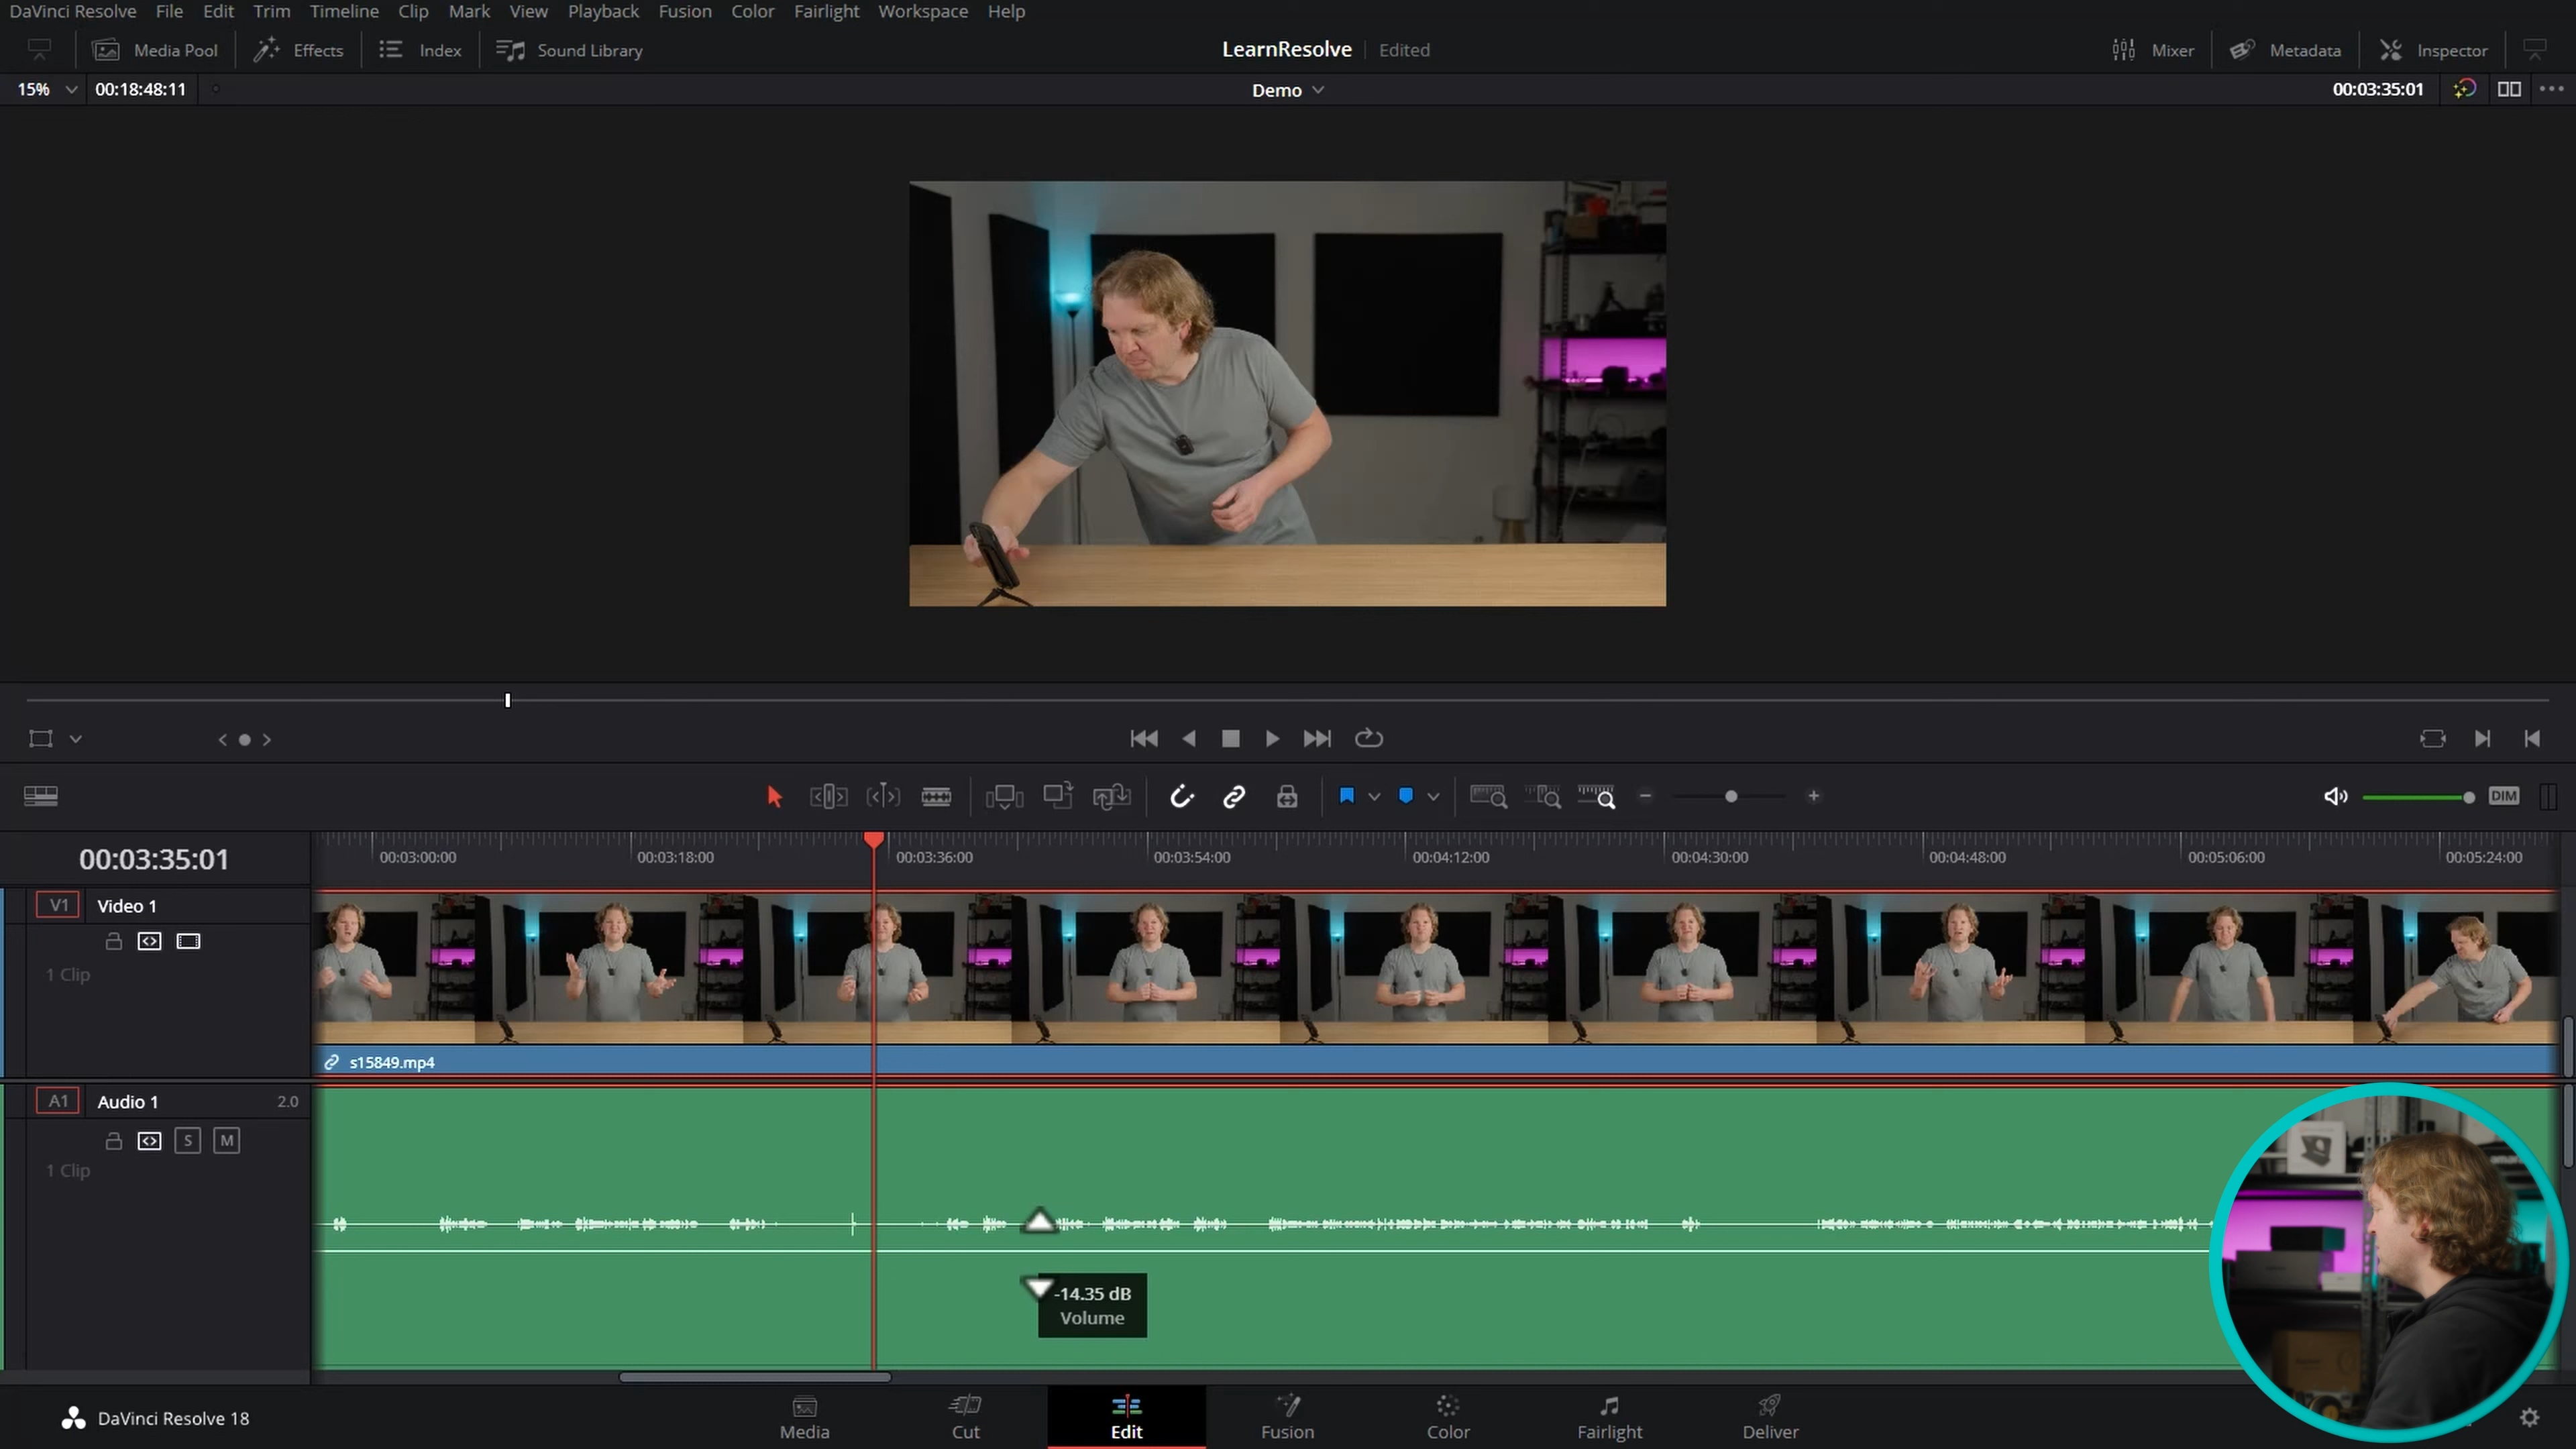 DaVinci Resolve File Edit Trim Timeline Clip Mark View Playback Fusion Color Fairlight Workspace Help
Media Pool Effects Index Sound Library LearnResolve Edited Mixer Metadata Inspector
15% 00:18:48:11 Demo 00:03:35:01
DIM
00:03:35:01 00:03:00:00 00:03:18:00 00:03:36:00 00:03:54:00 00:04:12:00 00:04:30:00 00:04:48:00 00:05:06:00 00:05:24:00
V1 Video 1
1 Clip
s15849.mp4
A1 Audio 1 2.0
S M
1 Clip
-14.35 dB
Volume
DaVinci Resolve 18 Media Cut Edit Fusion Color Fairlight Deliver